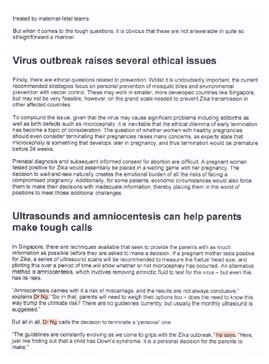 treated by maternal-fetal teams.
But when it comes to the tough questions, it is obvious that these are not answerable in quite so
straightforward a manner.
Virus outbreak raises several ethical issues
Firstly, there are ethical questions related to prevention. Whilst it is undoubtedly important, the current
recommended strategies focus on personal prevention of mosquito bites and environmental
prevention with vector control. These may work in smaller, more developed countries like Singapore,
but may not be very feasible, however, on the grand scale needed to prevent Zika transmission in
other affected countries.
To compound the issue, given that the virus may cause significant problems including stillbirths as
well as birth defects such as microcephaly, it is inevitable that the ethical dilemma of early termination
has become a topic of consideration. The question of whether women with healthy pregnancies
should even consider terminating their pregnancies raises many concerns, as experts state that
microcephaly is something that develops later in pregnancy, and thus termination would be premature
before 24 weeks.
Prenatal diagnosis and subsequent informed consent for abortion are difficult. A pregnant woman
tested positive for Zika would essentially be placed in a waiting game with her pregnancy. The
decision to wait-and-see naturally creates the emotional burden of all the risks of facing a
compromised pregnancy. Additionally, for some patients, economic circumstances would also force
them to make their decisions with inadequate information; thereby placing them in the worst of
positions to meet those additional challenges.
Ultrasounds and amniocentesis can help parents
make tough calls
In Singapore, there are techniques available that seek to provide the parents with as much
information as possible before they are asked to make a decision. If a pregnant mother tests positive
for Zika, a series of ultrasound scans will be recommended to measure the foetus' head size, and
plotting this over a period of time will show whether or not microcephaly has occurred. An alternative
method is amniocentesis, which involves removing amniotic fluid to test for the virus – but even this
has its risks.
"Amniocentesis carries with it a risk of miscarriage, and the results are not always conclusive,"
explains Dr Ng. "So in that, parents will need to weigh their options too – does the need to know this
way trump the ultimate risk? There are no guidelines currently, but usually the monthly ultrasound is
suggested."
But all in all, Dr Ng calls the decision to terminate a 'personal' one.
"The guidelines are constantly evolving as we come to grips with the Zika outbreak," he says. "Here,
just like finding out that a child has Down's syndrome, it is a personal decision for the parents to
make."